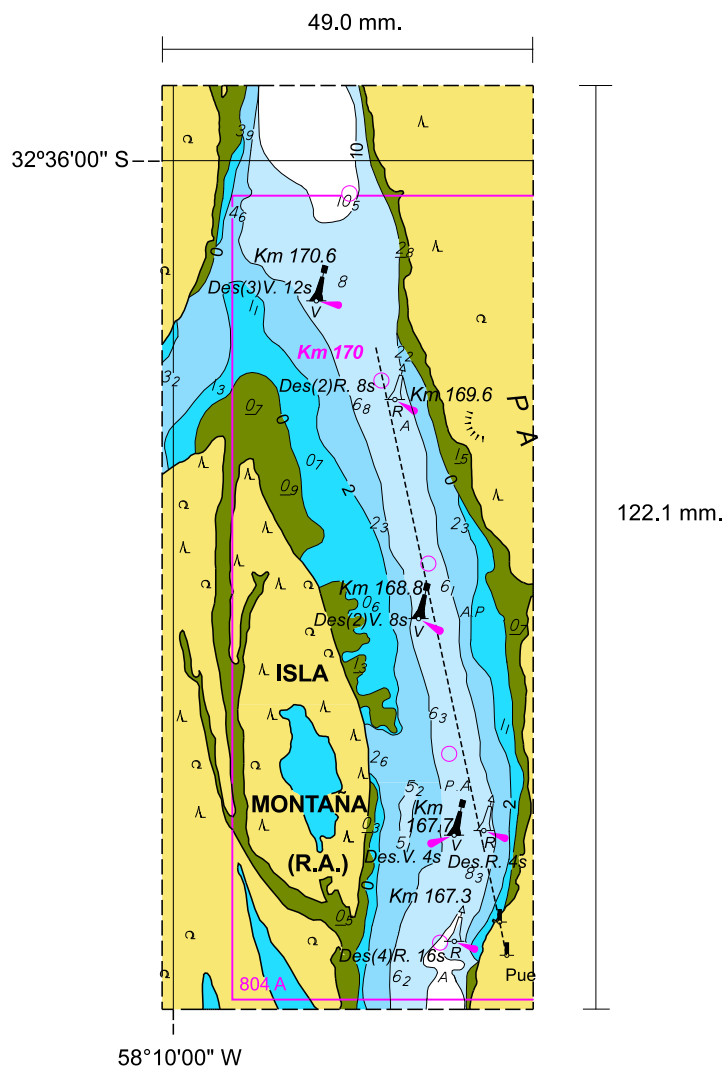 49.0 mm.
32°36'00" S
10
3₉
10₅
4₆
0
2₈
Km 170.6
8
Des(3)V. 12s
V
1₁
Km 170
2₂
A
3₂
1₃
Des(2)R. 8s
Km 169.6
6₈
R
A
P A
0₇
0
0₇
1₅
0
0₉
2
2₃
2₃
122.1 mm.
Km 168.8
6₁
0₆
A.P
Des(2)V. 8s
V
0₇
1₃
ISLA
6₃
1₁
2₆
P A
5₂
MONTAÑA
Km
A
2
0₃
167.7
5
V
R
(R.A.)
Des.V. 4s
Des.R. 4s
8₃
0
Km 167.3
0₅
A
Des(4)R. 16s
R
6₂
A
Pue
804 A
58°10'00" W